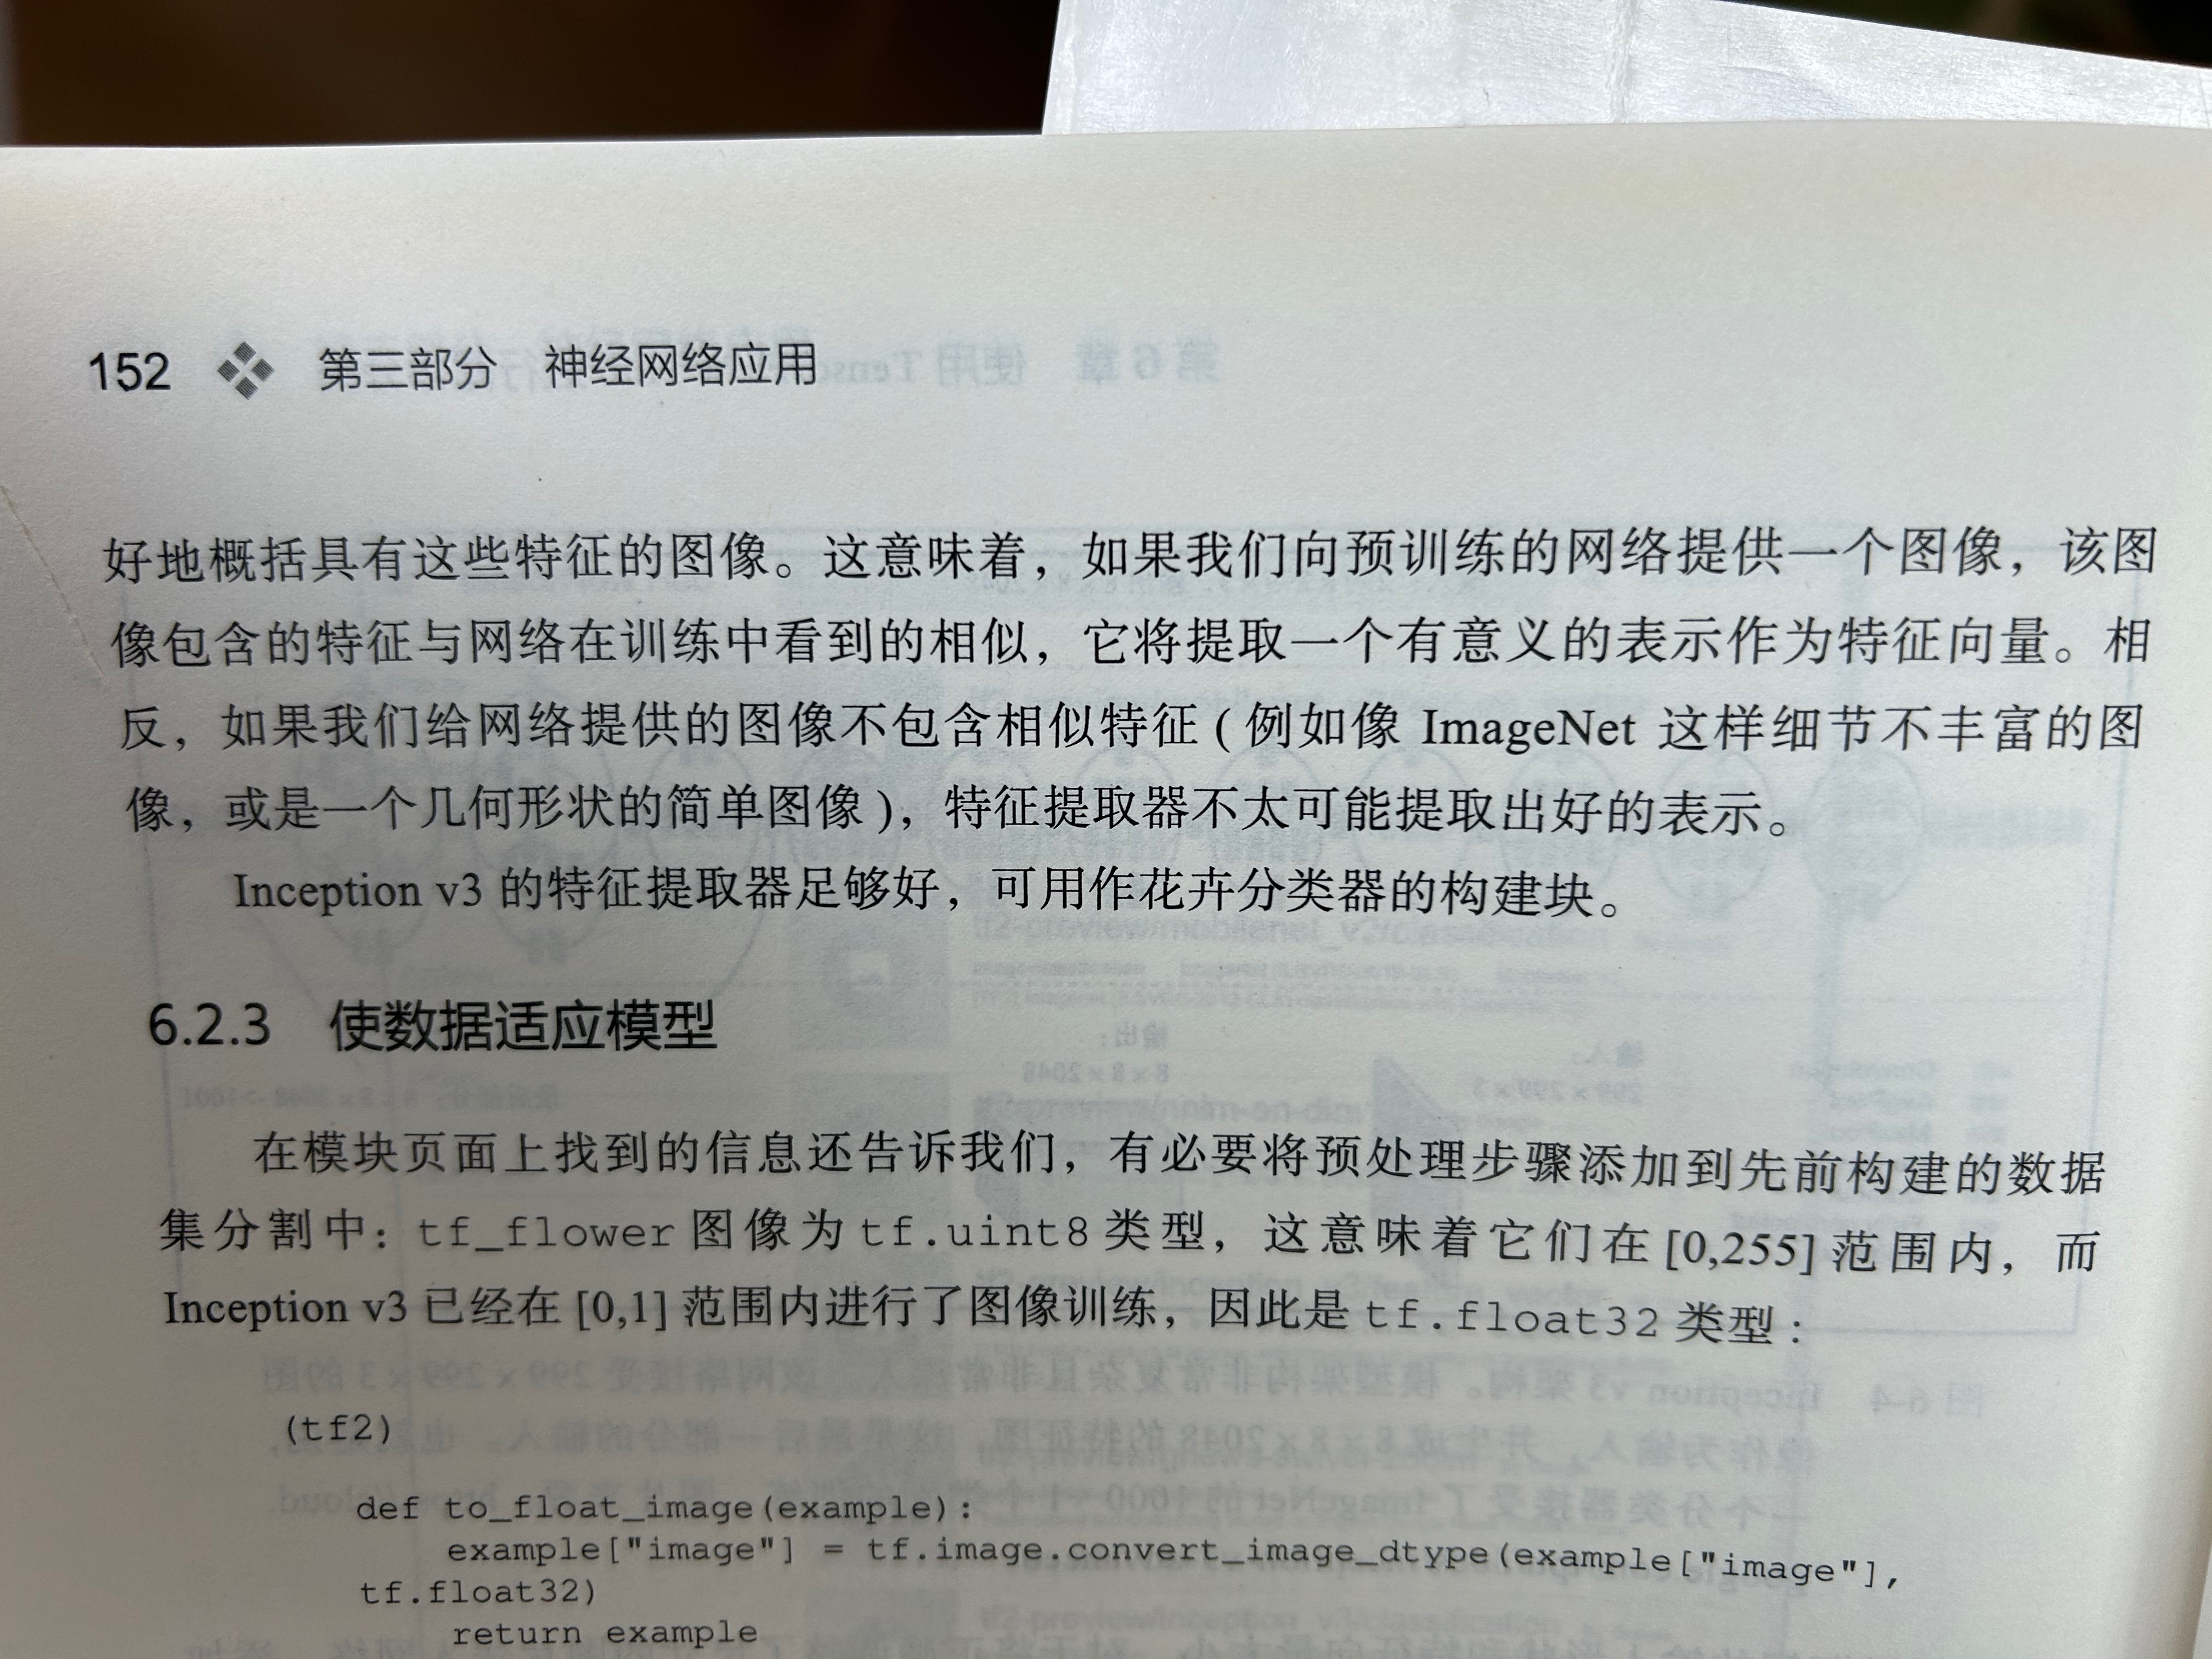 152 ❖ 第三部分 神经网络应用
好地概括具有这些特征的图像。这意味着，如果我们向预训练的网络提供一个图像，该图
像包含的特征与网络在训练中看到的相似，它将提取一个有意义的表示作为特征向量。相
反，如果我们给网络提供的图像不包含相似特征(例如像 ImageNet 这样细节不丰富的图
像，或是一个几何形状的简单图像)，特征提取器不太可能提取出好的表示。
Inception v3 的特征提取器足够好，可用作花卉分类器的构建块。
6.2.3 使数据适应模型
在模块页面上找到的信息还告诉我们，有必要将预处理步骤添加到先前构建的数据
集分割中：tf_flower 图像为 tf.uint8 类型，这意味着它们在 [0,255] 范围内，而
Inception v3 已经在 [0,1] 范围内进行了图像训练，因此是 tf.float32 类型：
(tf2)
def to_float_image(example):
    example["image"] = tf.image.convert_image_dtype(example["image"],
tf.float32)
    return example